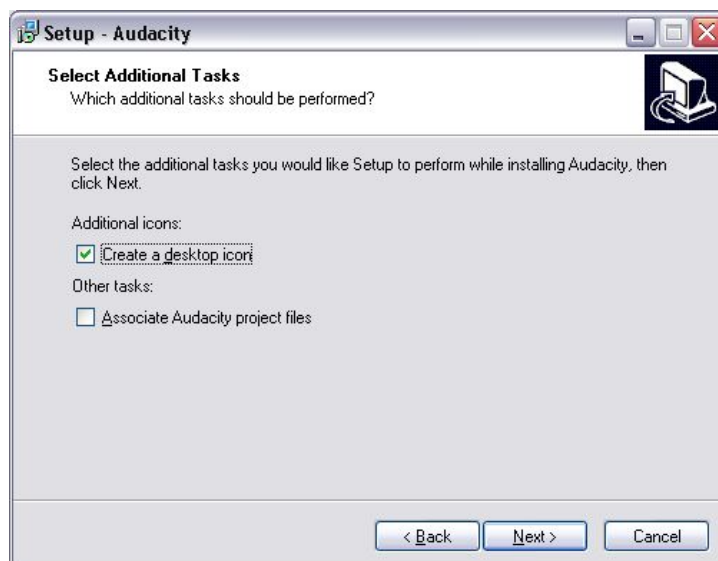 Setup - Audacity
Select Additional Tasks
Which additional tasks should be performed?
Select the additional tasks you would like Setup to perform while installing Audacity, then
click Next.
Additional icons:
Create a desktop icon
Other tasks:
Associate Audacity project files
< Back
Next >
Cancel